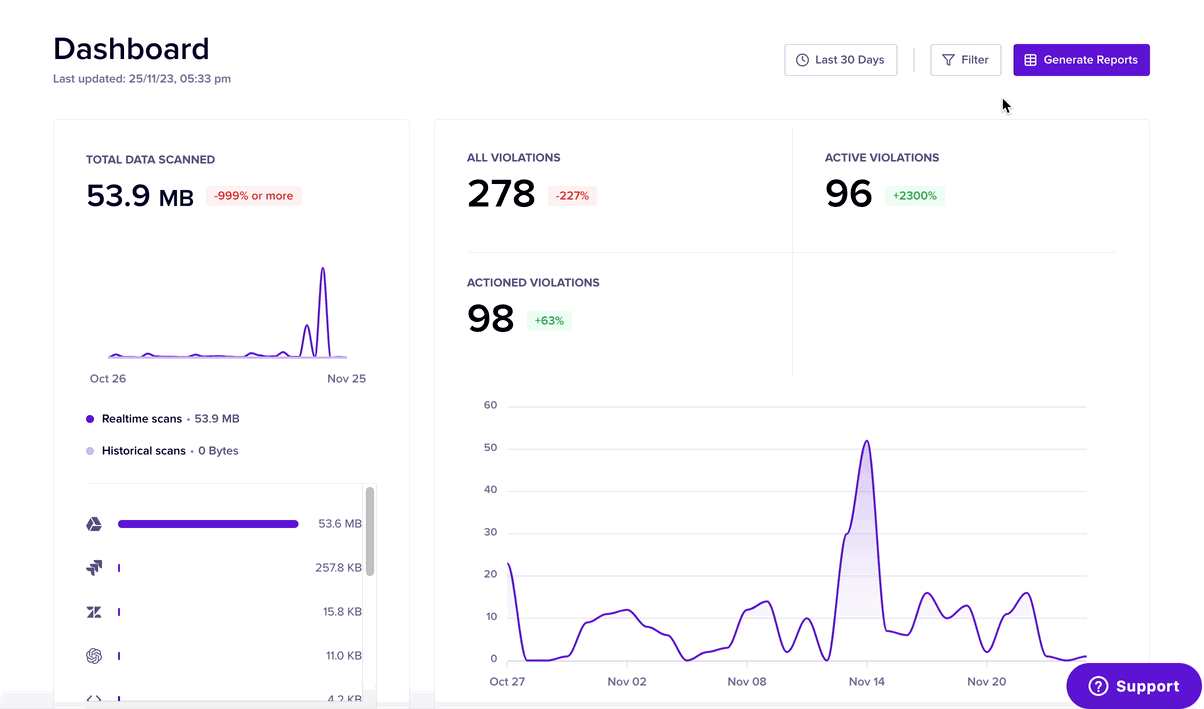 Dashboard
Last updated: 25/11/23, 05:33 pm
Last 30 Days
Filter
Generate Reports
TOTAL DATA SCANNED
53.9 MB
-999% or more
Oct 26
Nov 25
Realtime scans • 53.9 MB
Historical scans • 0 Bytes
53.6 MB
257.8 KB
15.8 KB
11.0 KB
4.2 KB
ALL VIOLATIONS
278
-227%
ACTIVE VIOLATIONS
96
+2300%
ACTIONED VIOLATIONS
98
+63%
60
50
40
30
20
10
0
Oct 27
Nov 02
Nov 08
Nov 14
Nov 20
Support